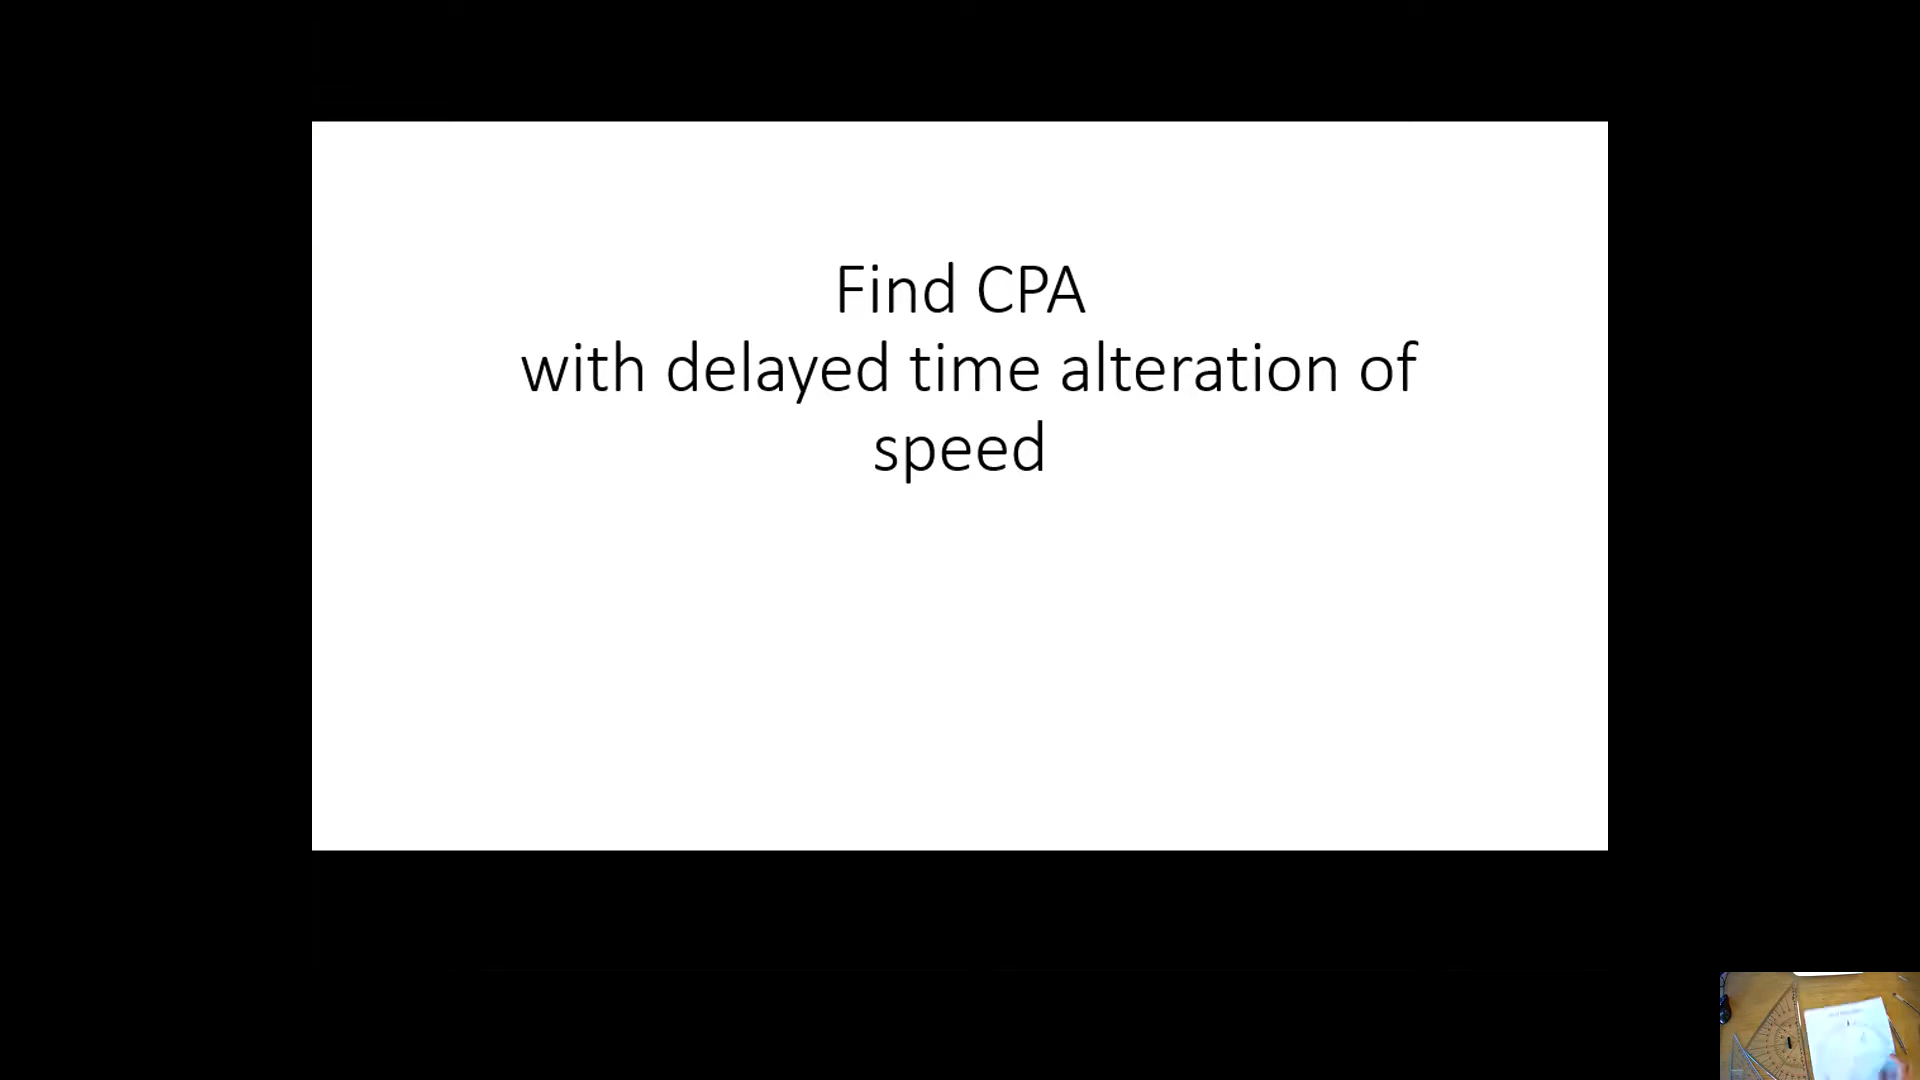 Find CPA
with delayed time alteration of
speed